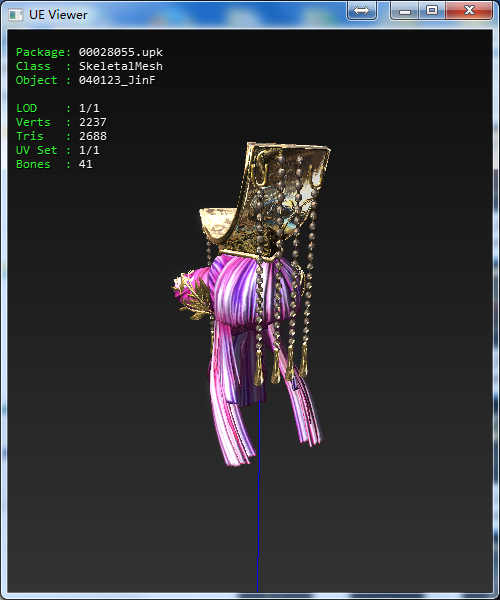 UE Viewer
Package: 00028055.upk
Class  : SkeletalMesh
Object : 040123_JinF
LOD    : 1/1
Verts  : 2237
Tris   : 2688
UV Set : 1/1
Bones  : 41